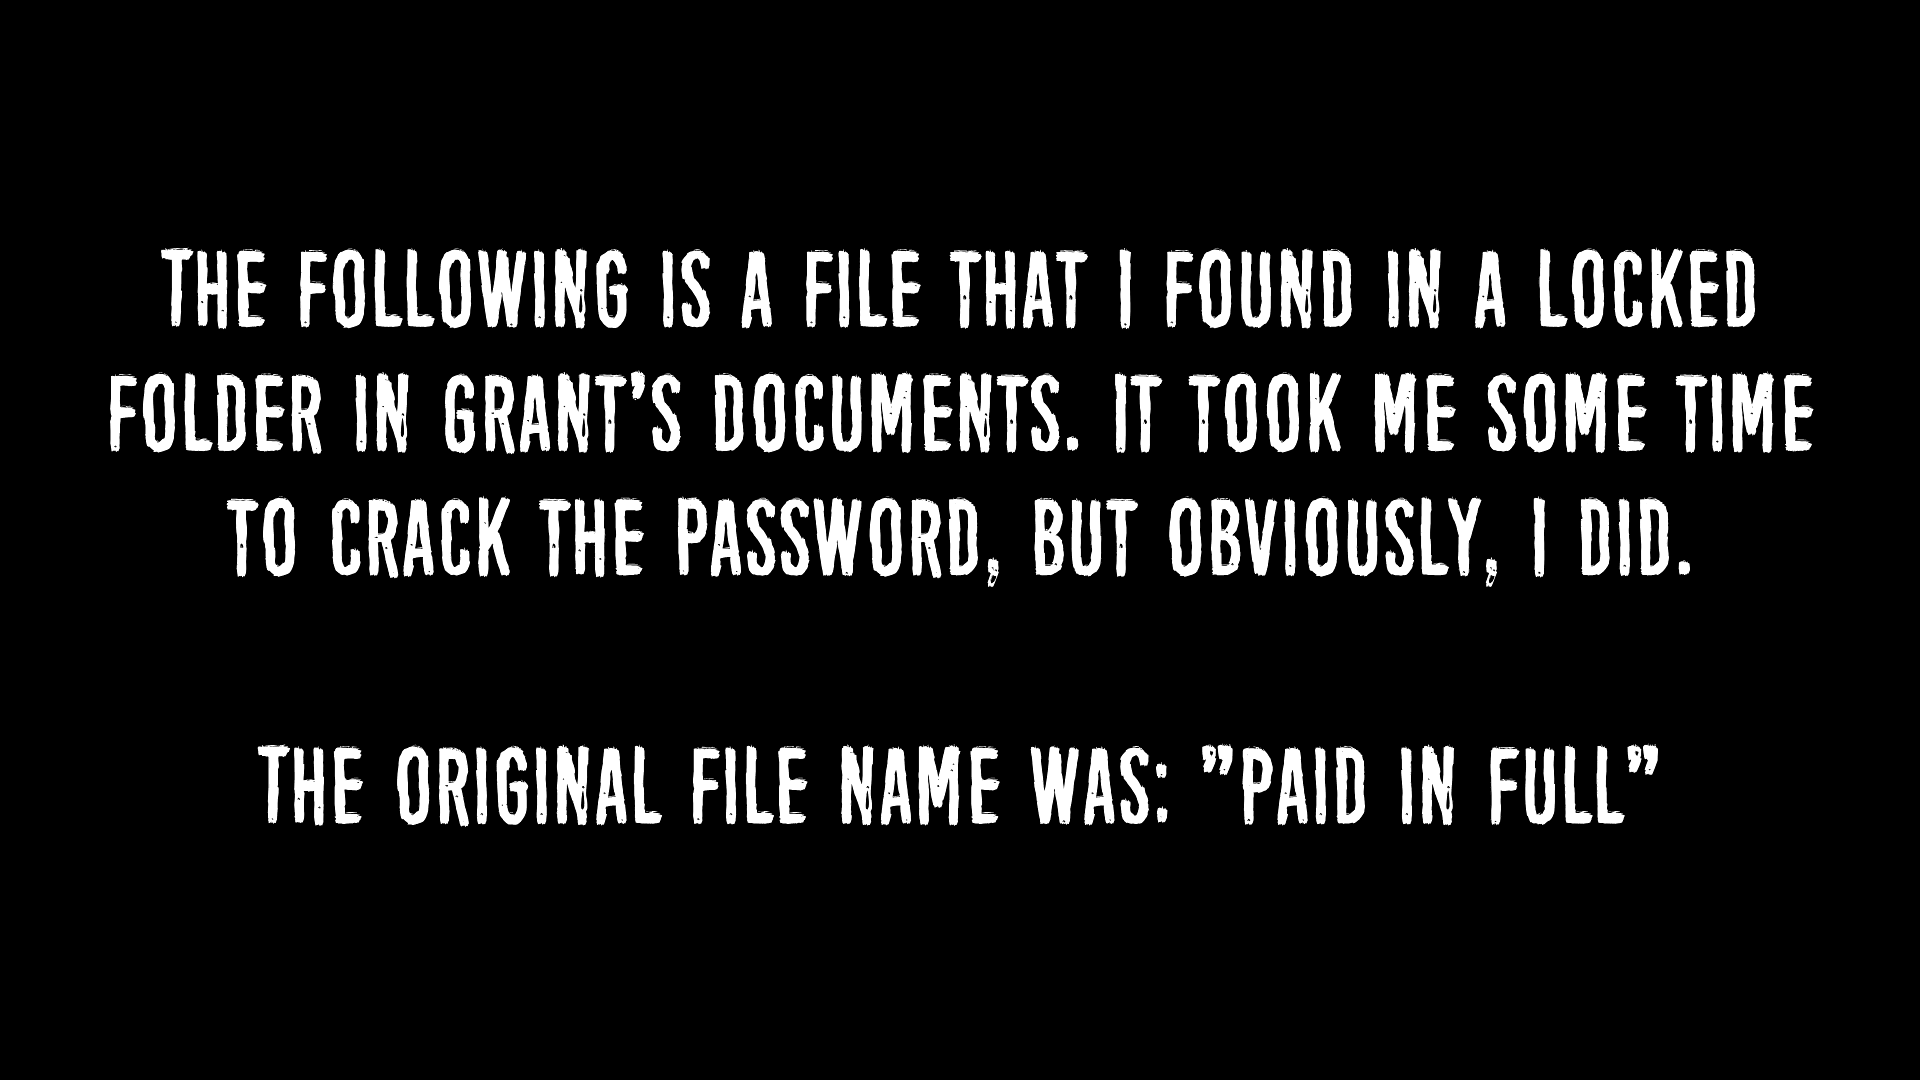 THE FOLLOWING IS A FILE THAT I FOUND IN A LOCKED
FOLDER IN GRANT’S DOCUMENTS. IT TOOK ME SOME TIME
TO CRACK THE PASSWORD, BUT OBVIOUSLY, I DID.
THE ORIGINAL FILE NAME WAS: ”PAID IN FULL”